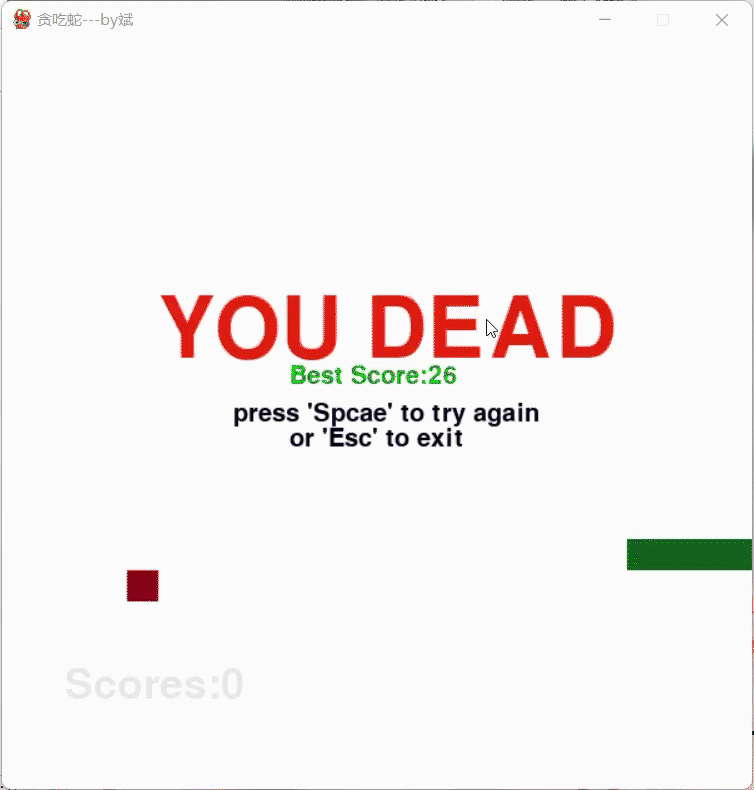 贪吃蛇---by斌
YOU DEAD
Best Score:26
press 'Spcae' to try again
or 'Esc' to exit
Scores:0